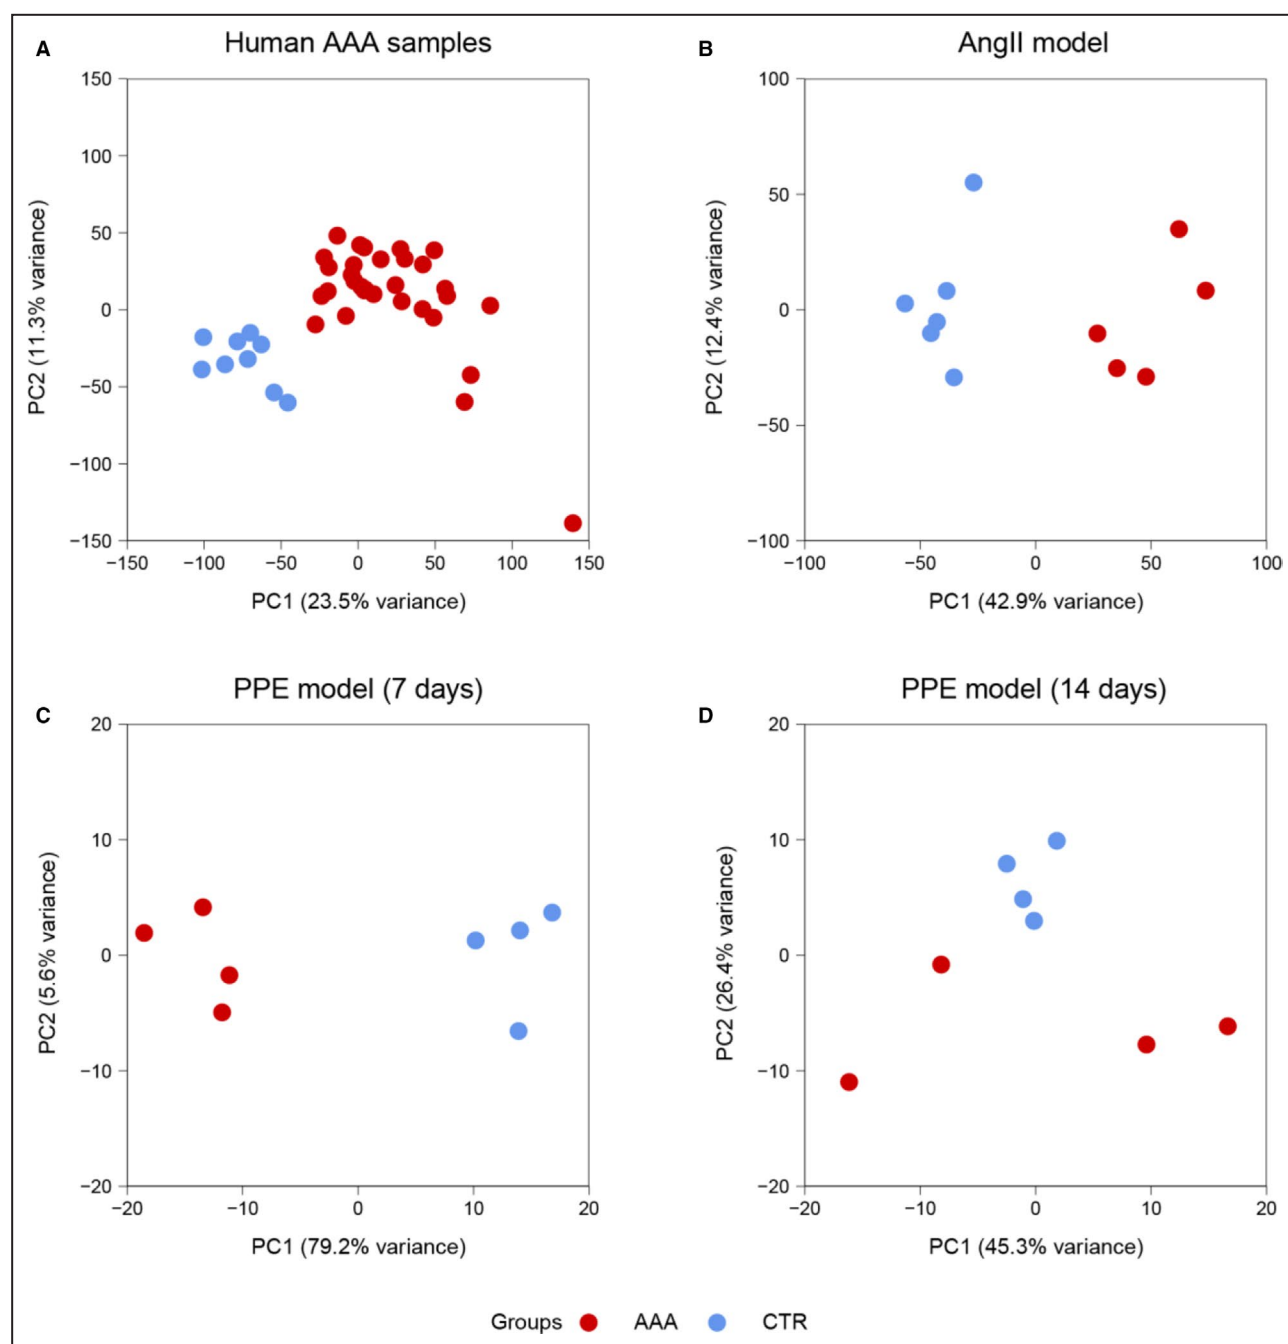 A
Human AAA samples
150
100
50
0
−50
−100
−150
−150 −100 −50 0 50 100 150
PC2 (11.3% variance)
PC1 (23.5% variance)
B
AngII model
100
50
0
−50
−100
−100 −50 0 50 100
PC2 (12.4% variance)
PC1 (42.9% variance)
C
PPE model (7 days)
20
10
0
−10
−20
−20 −10 0 10 20
PC2 (5.6% variance)
PC1 (79.2% variance)
D
PPE model (14 days)
20
10
0
−10
−20
−20 −10 0 10 20
PC2 (26.4% variance)
PC1 (45.3% variance)
Groups AAA CTR